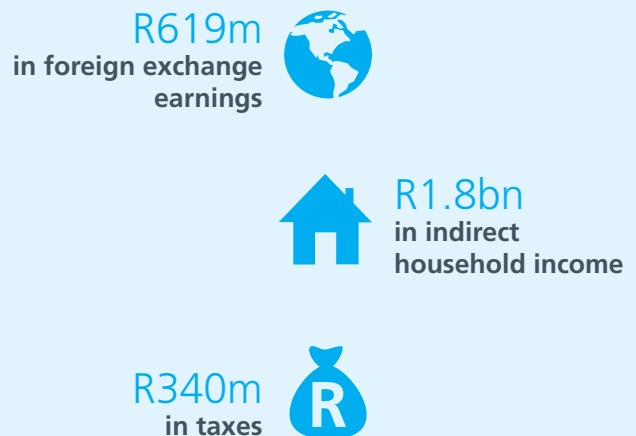 R619m
in foreign exchange
earnings
R1.8bn
in indirect
household income
R340m
in taxes
R